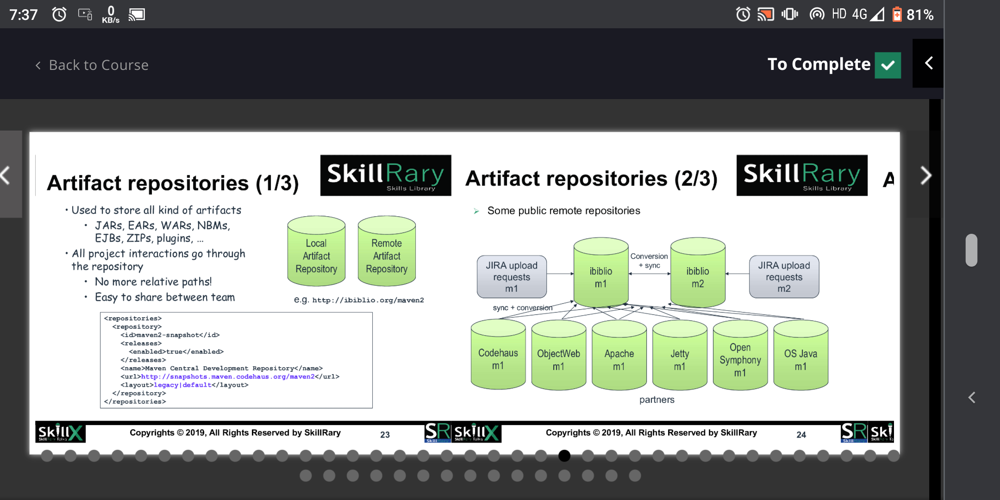 7:37
0
KB/s
HD 4G
81%
Back to Course
To Complete
Artifact repositories (1/3)
SkillRary
Skills Library
• Used to store all kind of artifacts
• JARs, EARs, WARs, NBMs,
EJBs, ZIPs, plugins, ...
• All project interactions go through
the repository
• No more relative paths!
• Easy to share between team
Local
Artifact
Repository
Remote
Artifact
Repository
e.g. http://ibiblio.org/maven2
<repositories>
<repository>
<id>maven2-snapshot</id>
<releases>
<enabled>true</enabled>
</releases>
<name>Maven Central Development Repository</name>
<url>http://snapshots.maven.codehaus.org/maven2</url>
<layout>legacy|default</layout>
</repository>
</repositories>
SkillX
SkillRary Talks
Copyrights © 2019, All Rights Reserved by SkillRary
23
SR
SkillRary
Artifact repositories (2/3)
SkillRary
Skills Library
Some public remote repositories
JIRA upload
requests
m1
ibiblio
m1
Conversion
+ sync
ibiblio
m2
JIRA upload
requests
m2
sync + conversion
Codehaus
m1
ObjectWeb
m1
Apache
m1
Jetty
m1
Open
Symphony
m1
OS Java
m1
partners
SkillX
SkillRary Talks
Copyrights © 2019, All Rights Reserved by SkillRary
24
SR
SkillRary
A
Ski